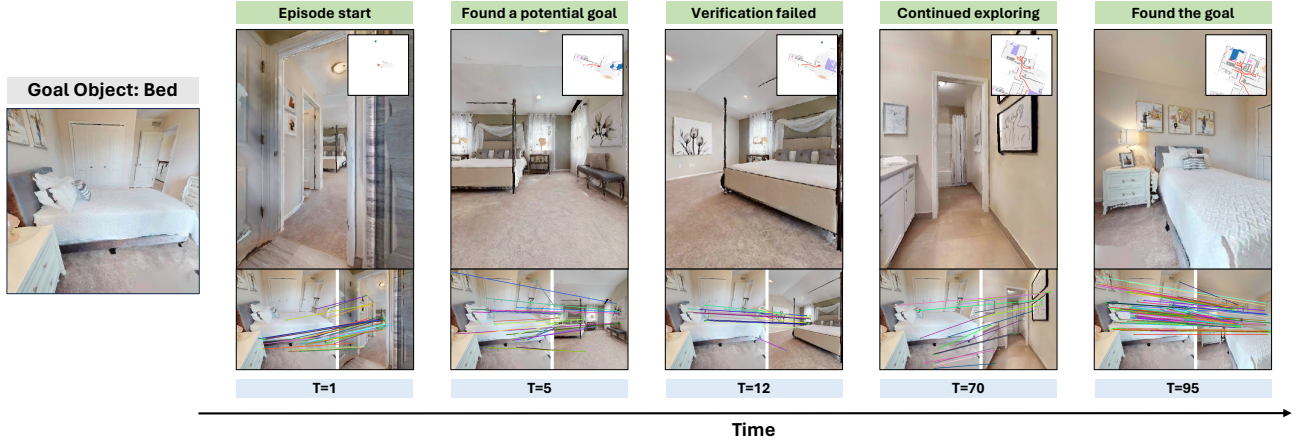 Goal Object: Bed
Episode start
Found a potential goal
Verification failed
Continued exploring
Found the goal
T=1
T=5
T=12
T=70
T=95
Time